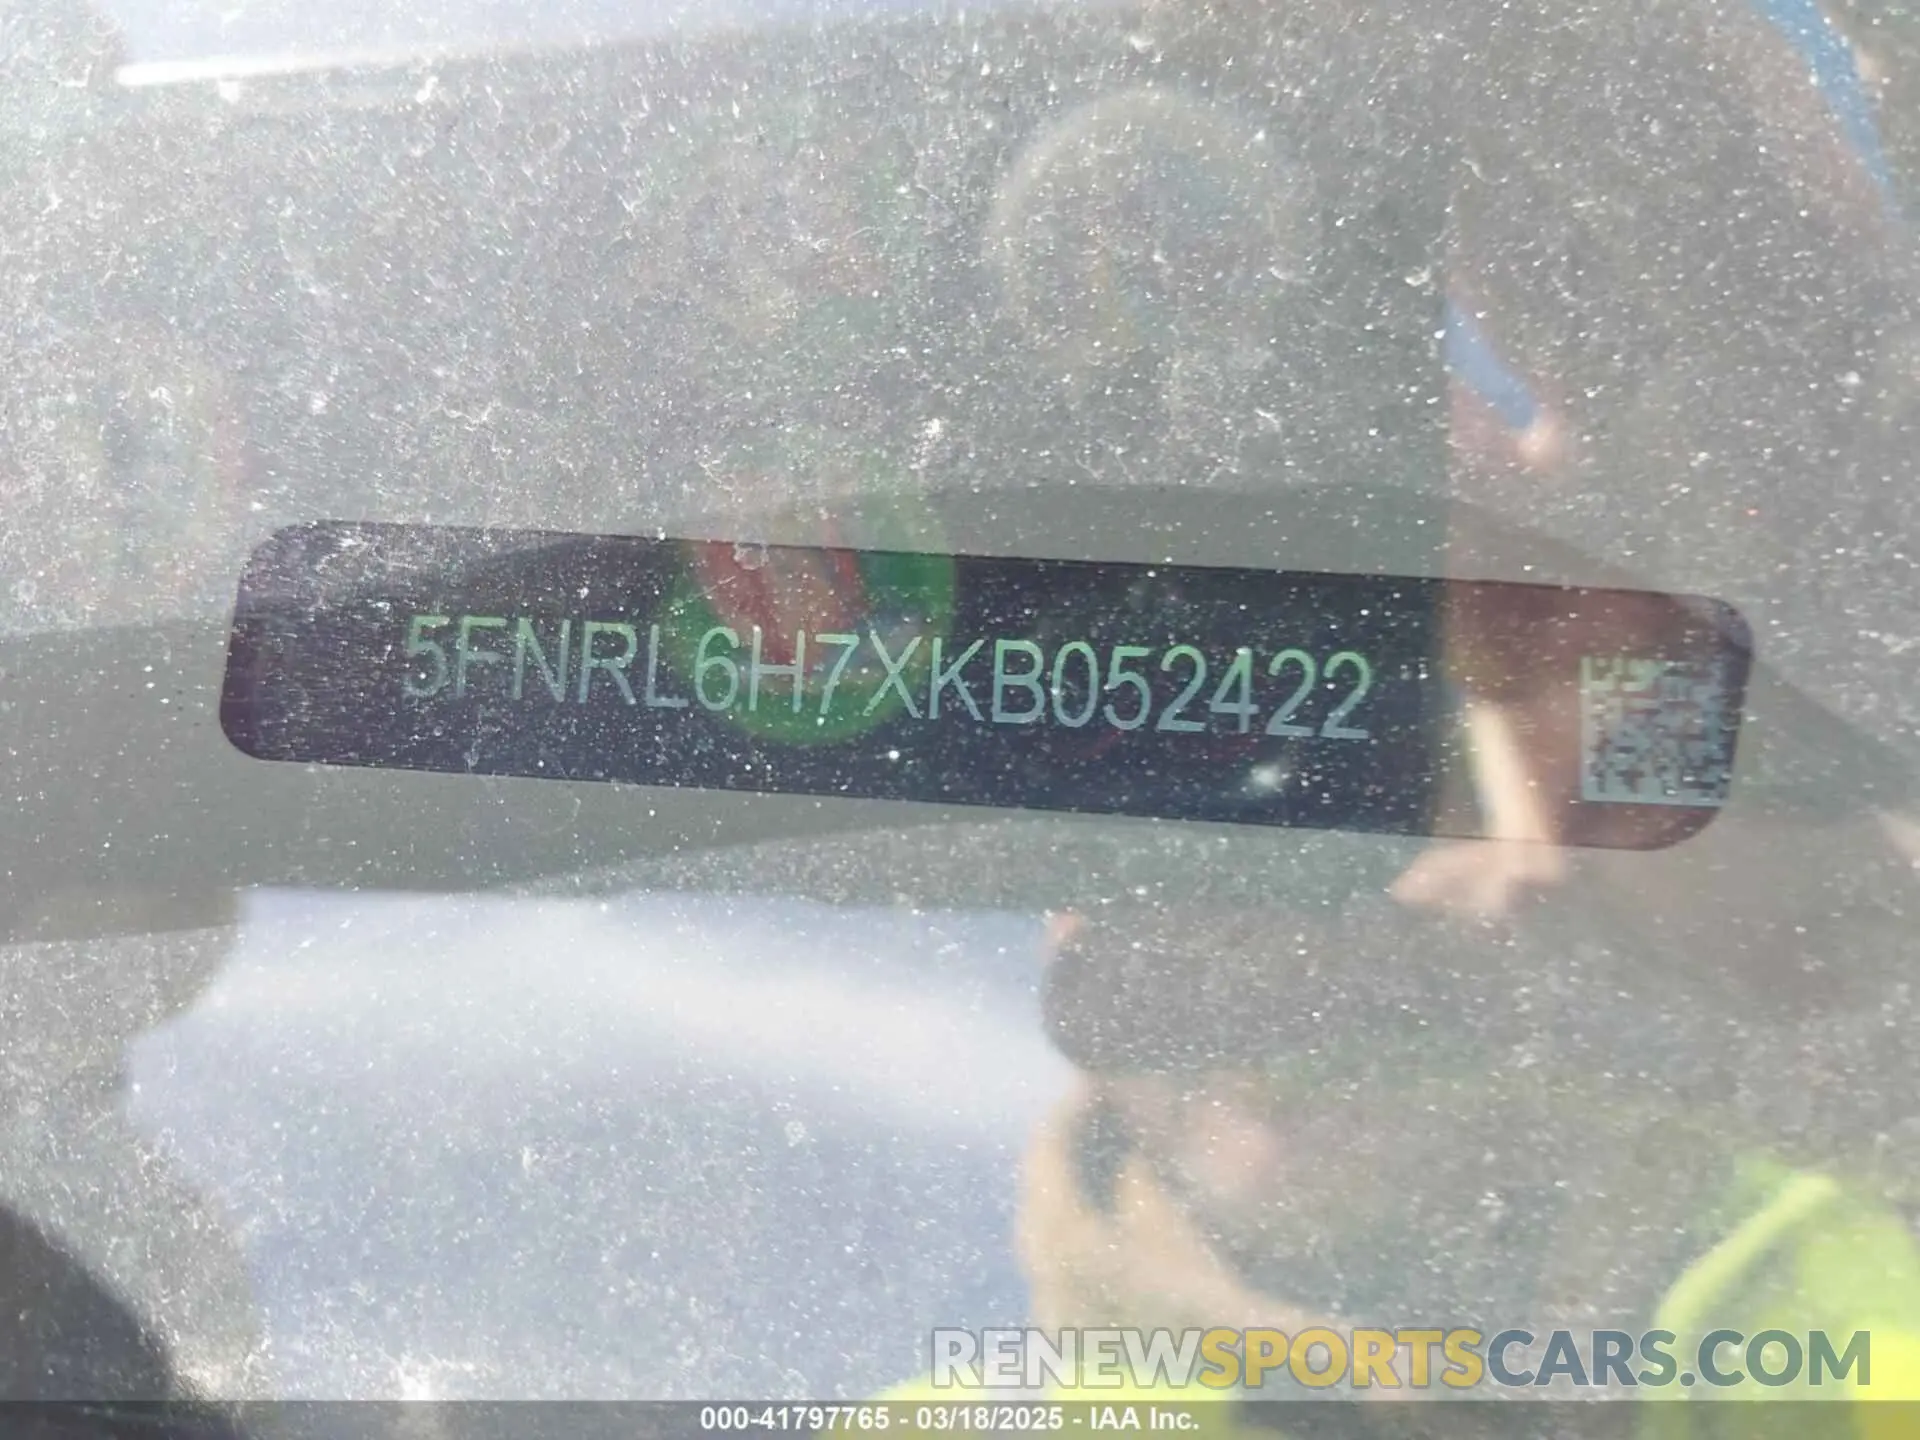 5FNRL6H7XKB052422
RENEWSPORTSCARS.COM
000-41797765 - 03/18/2025 - IAA Inc.